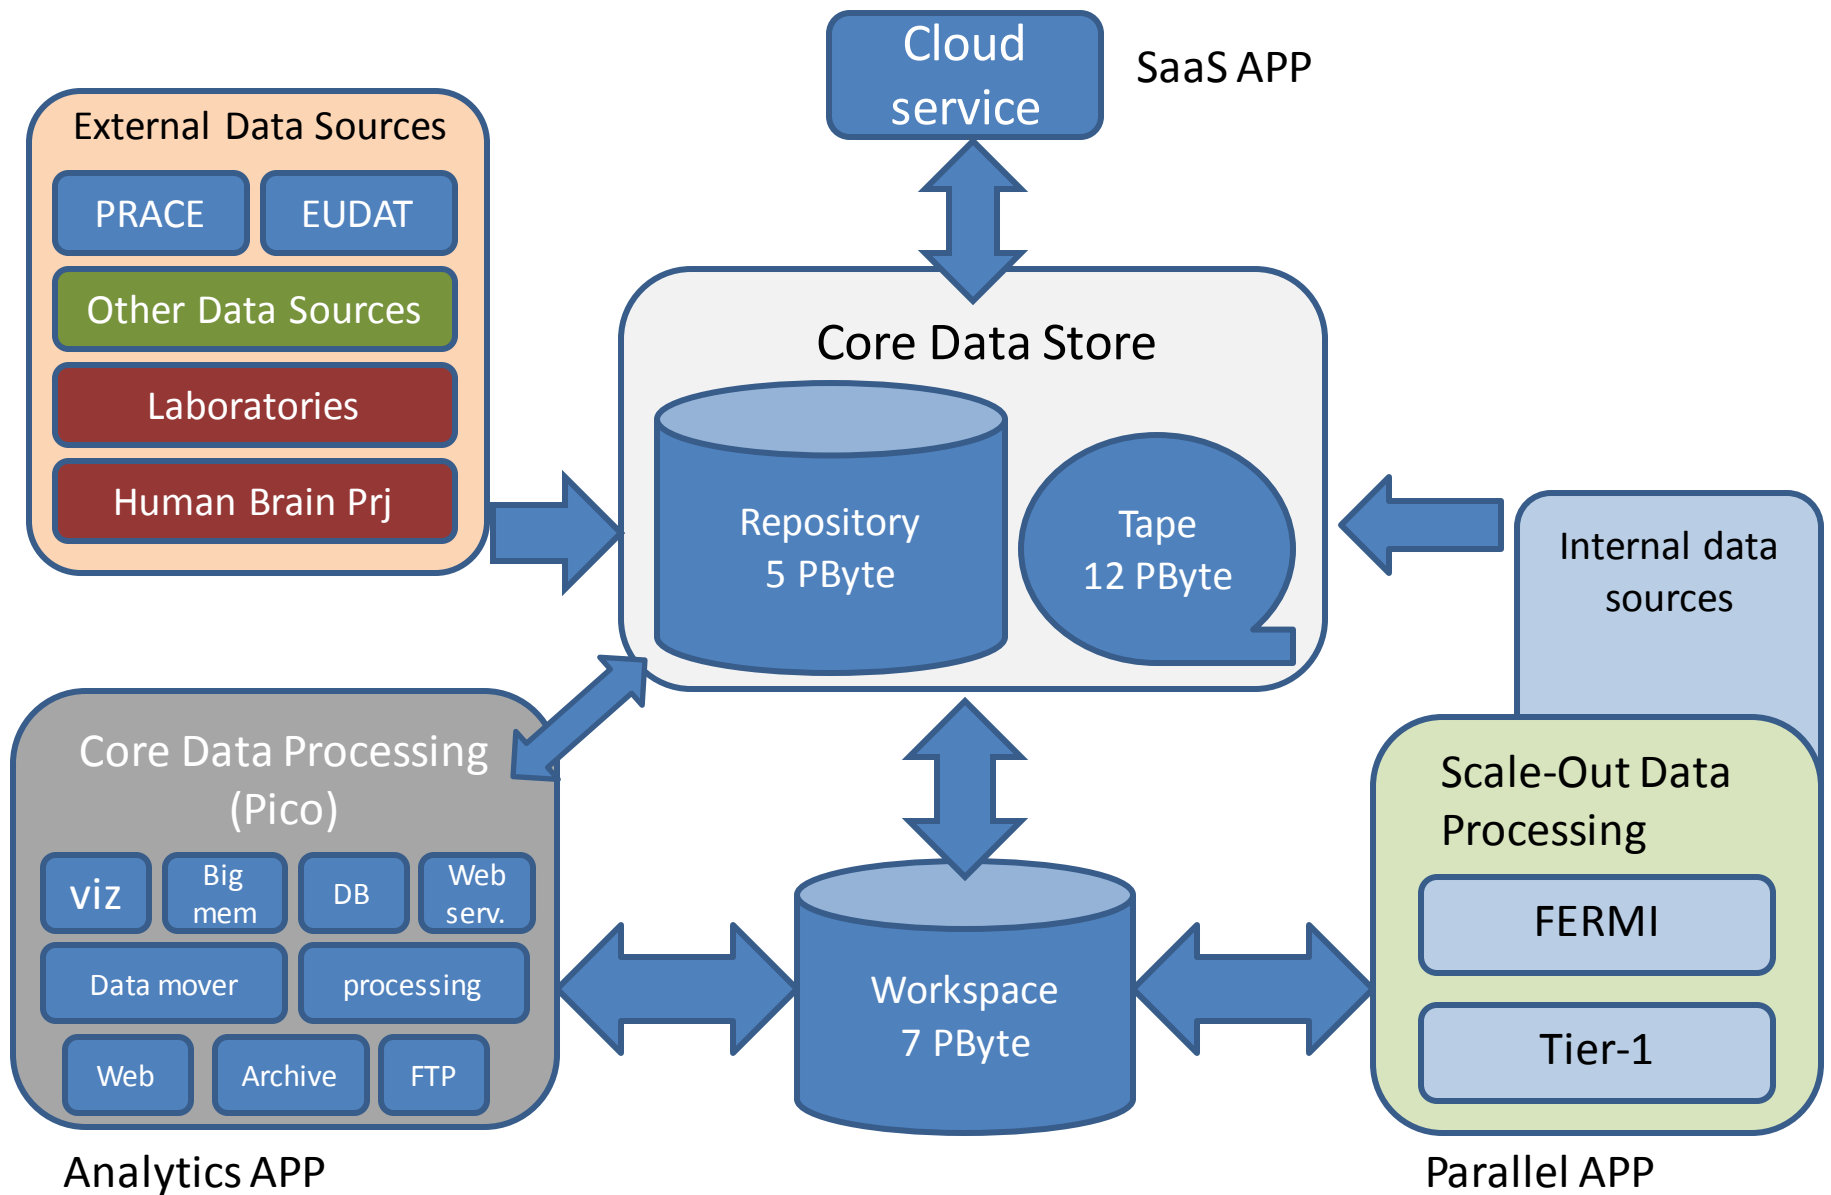 Cloud
service
SaaS APP
External Data Sources
PRACE
EUDAT
Other Data Sources
Laboratories
Human Brain Prj
Core Data Store
Repository
5 PByte
Tape
12 PByte
Internal data
sources
Core Data Processing
(Pico)
viz
Big
mem
DB
Web
serv.
Data mover
processing
Web
Archive
FTP
Analytics APP
Workspace
7 PByte
Scale-Out Data
Processing
FERMI
Tier-1
Parallel APP